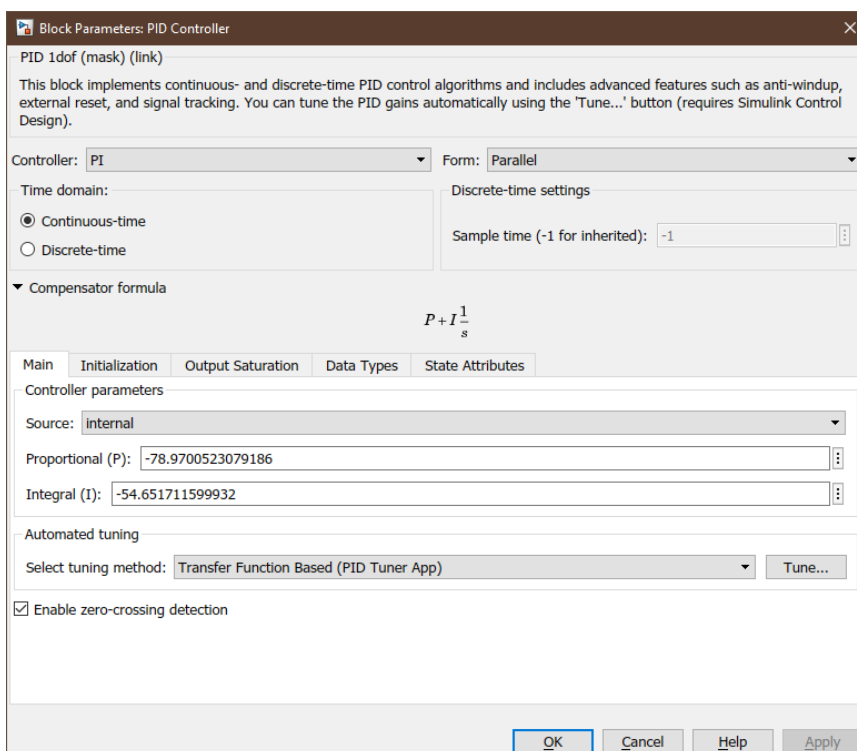 Block Parameters: PID Controller
PID 1dof (mask) (link)
This block implements continuous- and discrete-time PID control algorithms and includes advanced features such as anti-windup,
external reset, and signal tracking. You can tune the PID gains automatically using the 'Tune...' button (requires Simulink Control
Design).
Controller: PI Form: Parallel
Time domain: Discrete-time settings
Continuous-time
Sample time (-1 for inherited): -1
Discrete-time
Compensator formula
P + I 1/s
Main Initialization Output Saturation Data Types State Attributes
Controller parameters
Source: internal
Proportional (P): -78.9700523079186
Integral (I): -54.651711599932
Automated tuning
Select tuning method: Transfer Function Based (PID Tuner App) Tune...
Enable zero-crossing detection
OK Cancel Help Apply